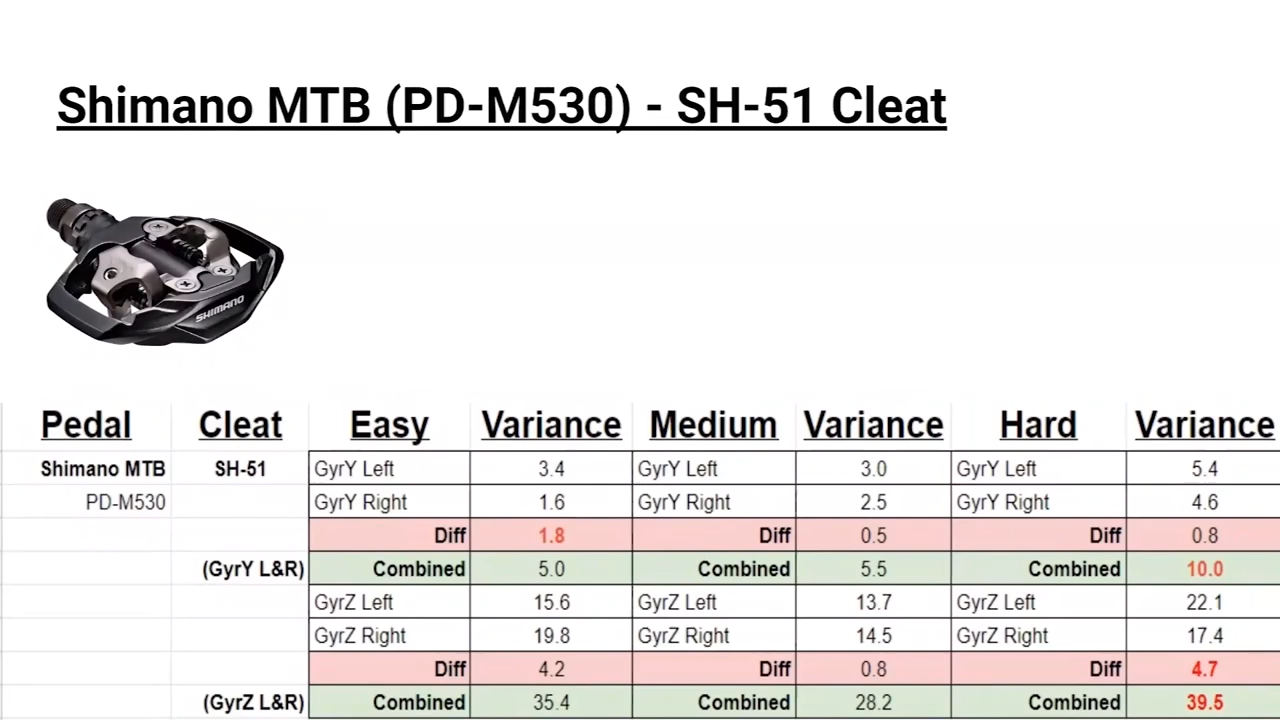 Shimano MTB (PD-M530) - SH-51 Cleat
SHIMANO
Pedal Cleat Easy Variance Medium Variance Hard Variance
Shimano MTB SH-51 GyrY Left 3.4 GyrY Left 3.0 GyrY Left 5.4
PD-M530 GyrY Right 1.6 GyrY Right 2.5 GyrY Right 4.6
Diff 1.8 Diff 0.5 Diff 0.8
(GyrY L&R) Combined 5.0 Combined 5.5 Combined 10.0
GyrZ Left 15.6 GyrZ Left 13.7 GyrZ Left 22.1
GyrZ Right 19.8 GyrZ Right 14.5 GyrZ Right 17.4
Diff 4.2 Diff 0.8 Diff 4.7
(GyrZ L&R) Combined 35.4 Combined 28.2 Combined 39.5